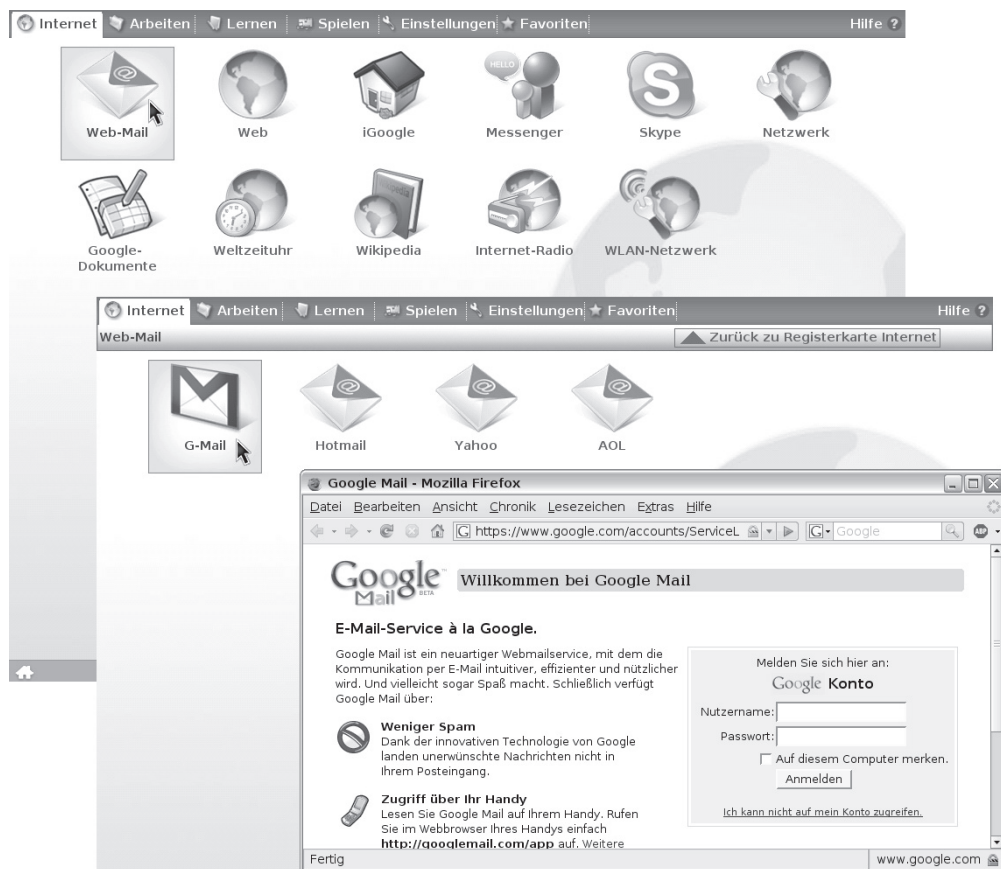 Internet Arbeiten Lernen Spielen Einstellungen Favoriten Hilfe ?
HELLO
Web-Mail Web iGoogle Messenger Skype Netzwerk
Wikipedia
Google-Dokumente Weltzeituhr Wikipedia Internet-Radio WLAN-Netzwerk
Internet Arbeiten Lernen Spielen Einstellungen Favoriten Hilfe ?
Web-Mail Zurück zu Registerkarte Internet
G-Mail Hotmail Yahoo AOL
Google Mail - Mozilla Firefox
Datei Bearbeiten Ansicht Chronik Lesezeichen Extras Hilfe
G https://www.google.com/accounts/ServiceL G Google ABP
Google Mail BETA Willkommen bei Google Mail
E-Mail-Service à la Google.
Google Mail ist ein neuartiger Webmailservice, mit dem die
Kommunikation per E-Mail intuitiver, effizienter und nützlicher
wird. Und vielleicht sogar Spaß macht. Schließlich verfügt
Google Mail über:
Weniger Spam
Dank der innovativen Technologie von Google
landen unerwünschte Nachrichten nicht in
Ihrem Posteingang.
Zugriff über Ihr Handy
Lesen Sie Google Mail auf Ihrem Handy. Rufen
Sie im Webbrowser Ihres Handys einfach
http://googlemail.com/app auf. Weitere
Melden Sie sich hier an:
Google Konto
Nutzername:
Passwort:
Auf diesem Computer merken.
Anmelden
Ich kann nicht auf mein Konto zugreifen.
Fertig www.google.com